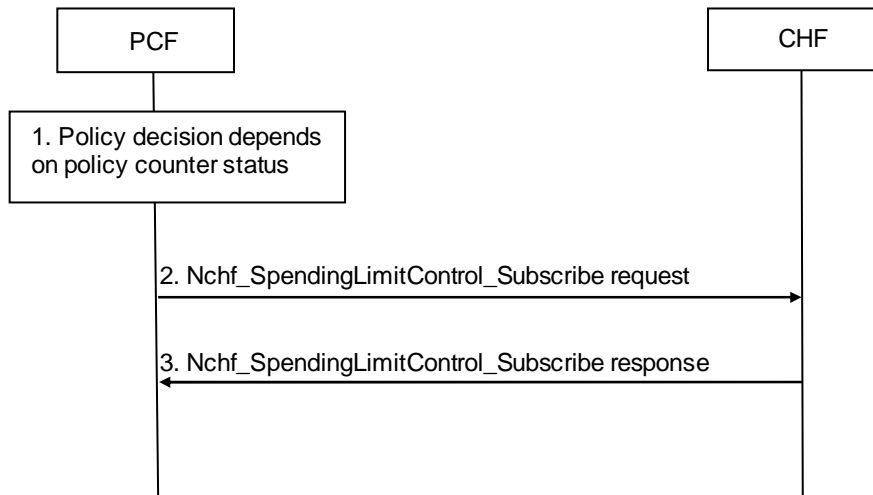 PCF
CHF
1. Policy decision depends
on policy counter status
2. Nchf_SpendingLimitControl_Subscribe request
3. Nchf_SpendingLimitControl_Subscribe response